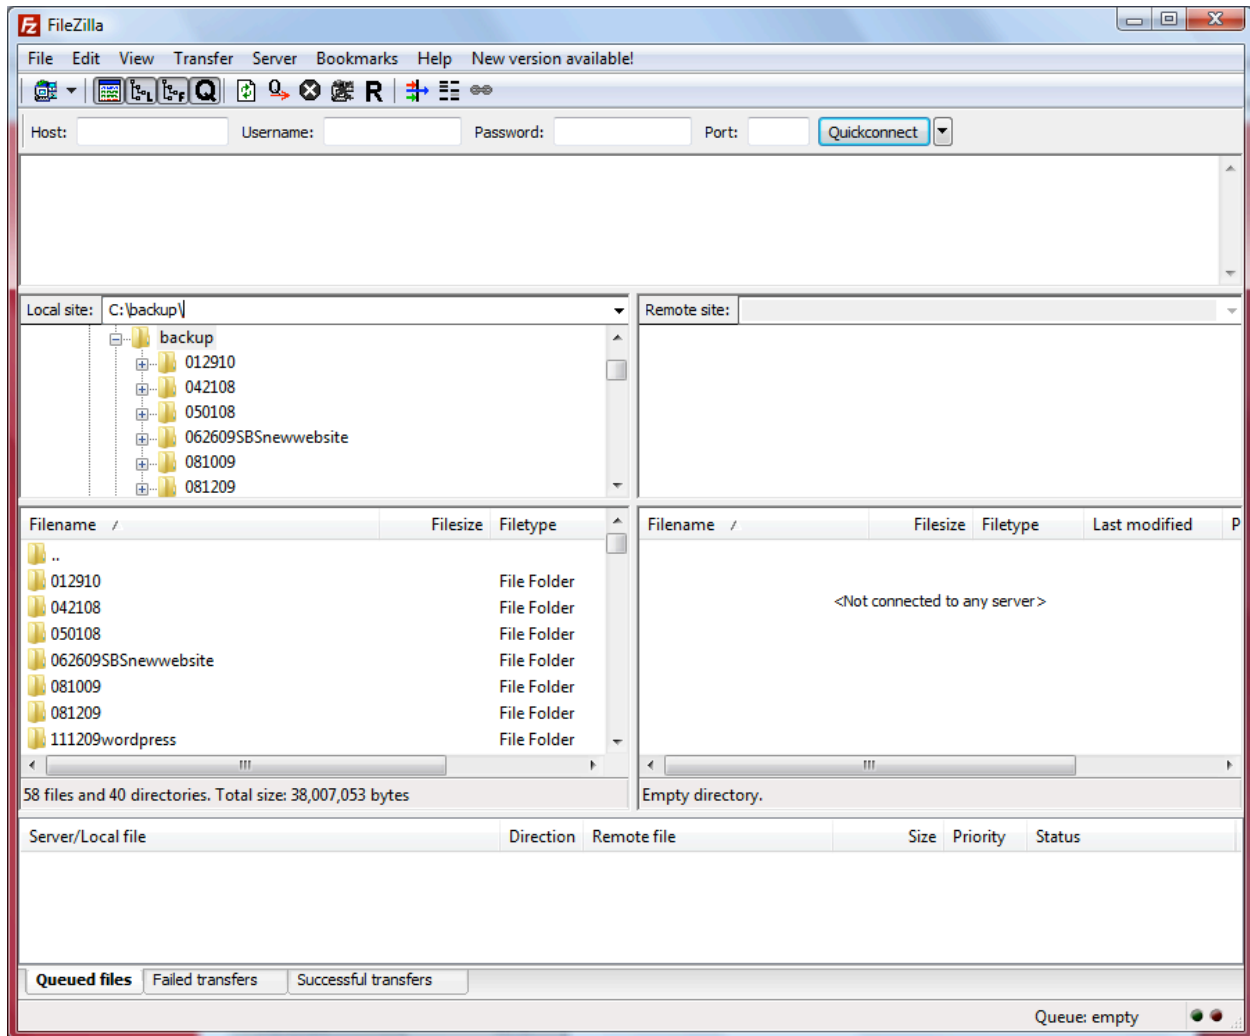 FileZilla
File Edit View Transfer Server Bookmarks Help New version available!
Host: Username: Password: Port: Quickconnect
Local site: C:\backup\
backup
012910
042108
050108
062609SBSnewwebsite
081009
081209
Remote site:
Filename / Filesize Filetype
..
012910 File Folder
042108 File Folder
050108 File Folder
062609SBSnewwebsite File Folder
081009 File Folder
081209 File Folder
111209wordpress File Folder
58 files and 40 directories. Total size: 38,007,053 bytes
Filename / Filesize Filetype Last modified P
<Not connected to any server>
Empty directory.
Server/Local file Direction Remote file Size Priority Status
Queued files Failed transfers Successful transfers
Queue: empty